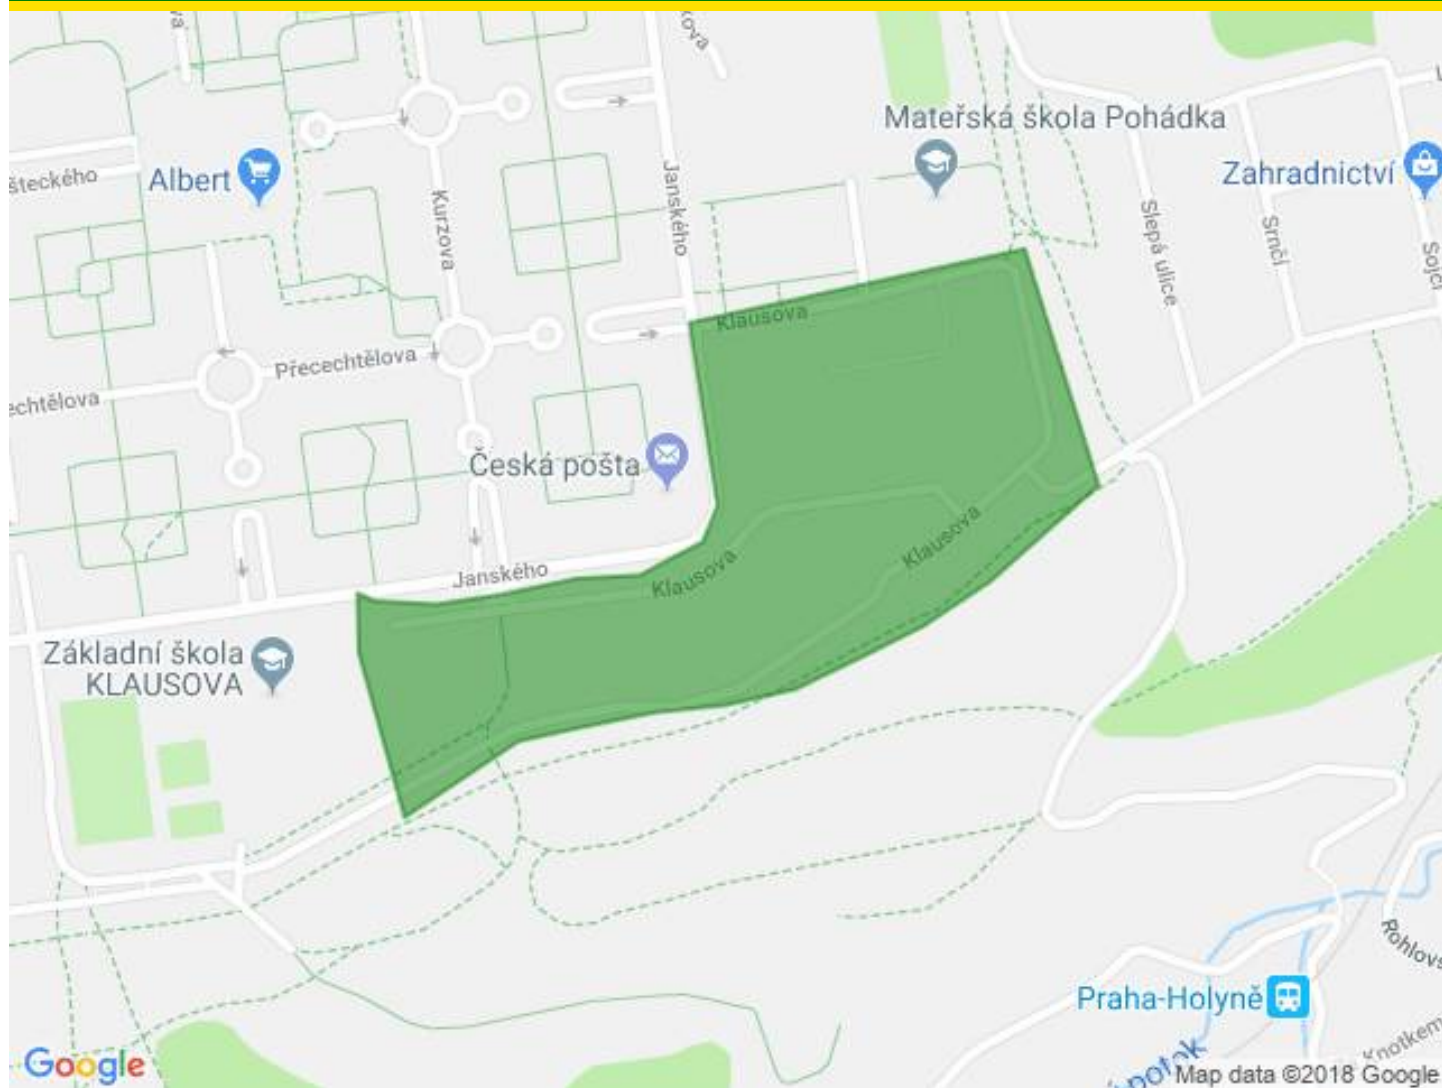 Mateřská škola Pohádka
šteckého
Albert
Janského
Zahradnictví
Kurzova
Slepá ulice
Srnčí
Sojčí
Klausova
Přecechtělova
echtělova
Česká pošta
Klausova
Janského
Klausova
Základní škola
KLAUSOVA
Praha-Holyně
Google
Map data ©2018 Google